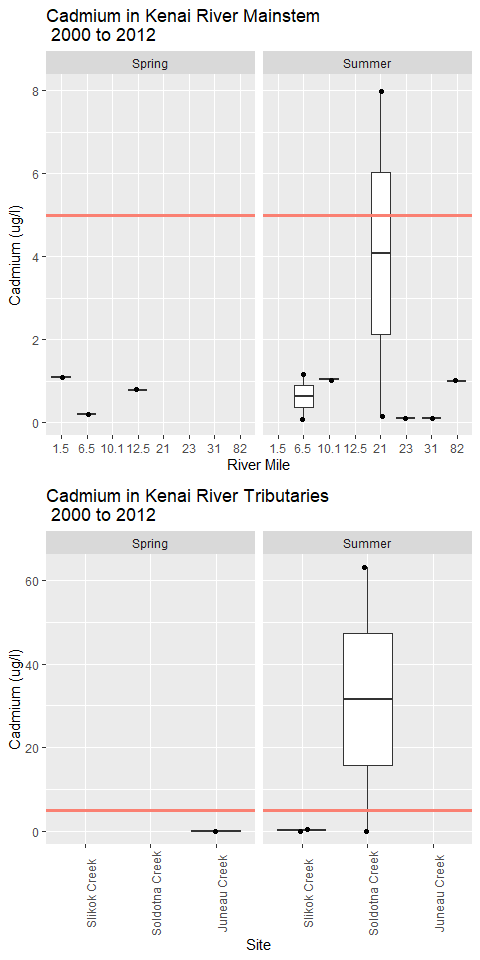 Cadmium in Kenai River Mainstem
2000 to 2012
Spring
Summer
Cadmium (ug/l)
8
6
4
2
0
1.5 6.5 10.1 12.5 21 23 31 82
1.5 6.5 10.1 12.5 21 23 31 82
River Mile
Cadmium in Kenai River Tributaries
2000 to 2012
Spring
Summer
Cadmium (ug/l)
60
40
20
0
Slikok Creek
Soldotna Creek
Juneau Creek
Slikok Creek
Soldotna Creek
Juneau Creek
Site